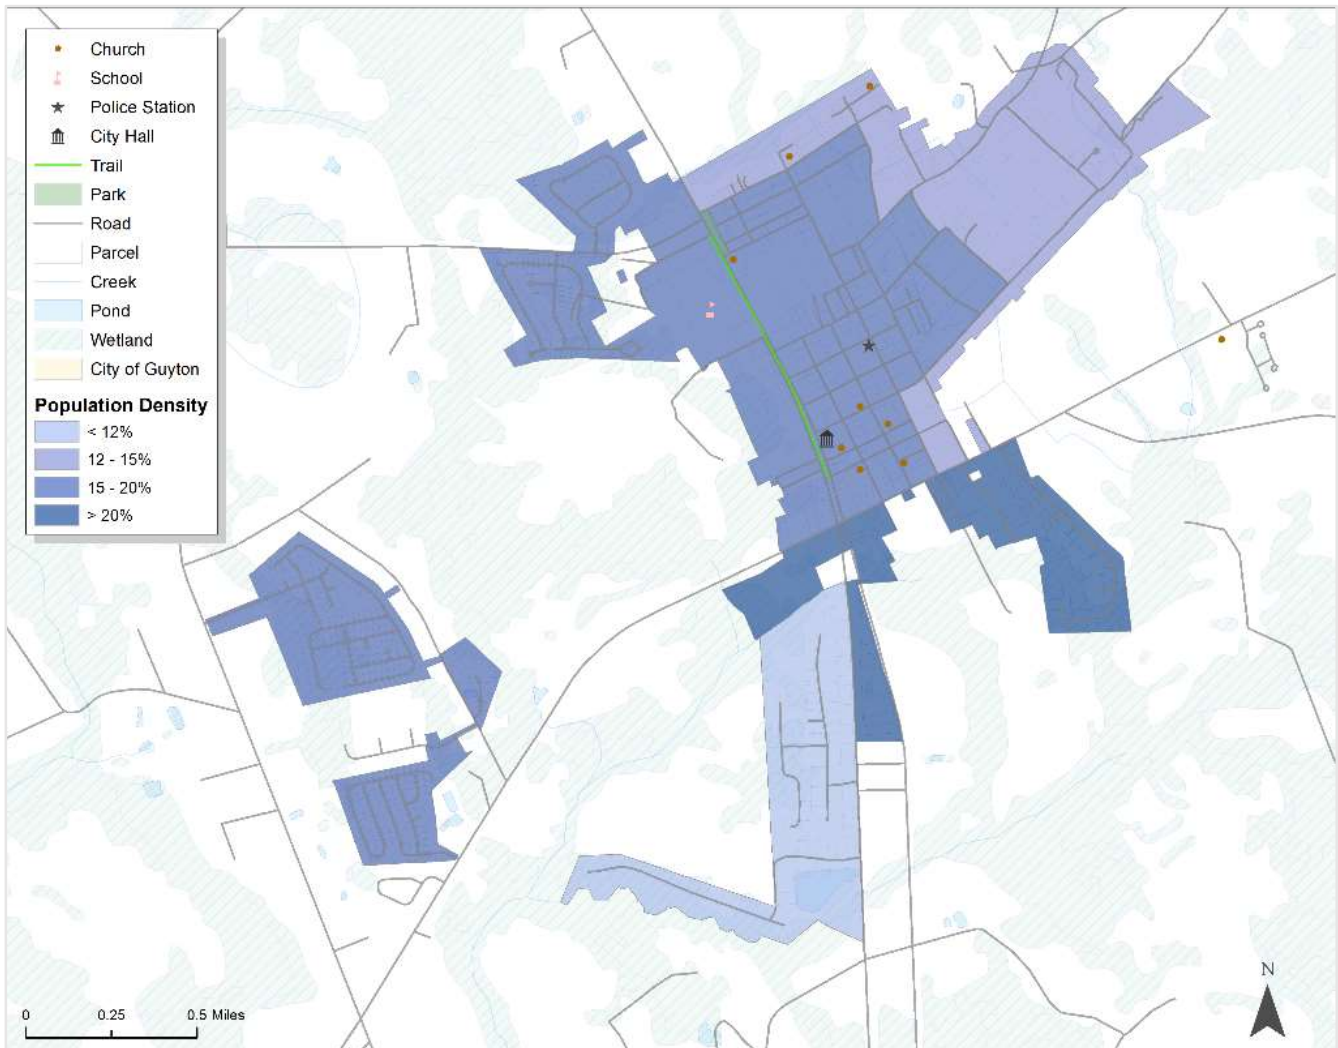 Church
School
Police Station
City Hall
Trail
Park
Road
Parcel
Creek
Pond
Wetland
City of Guyton
Population Density
< 12%
12 - 15%
15 - 20%
> 20%
N
0 0.25 0.5 Miles